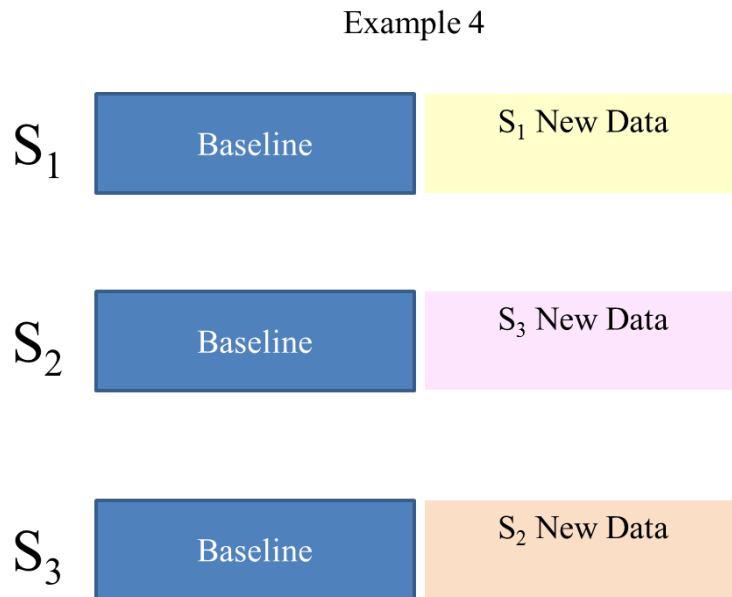 Example 4
S₁ Baseline S₁ New Data
S₂ Baseline S₃ New Data
S₃ Baseline S₂ New Data